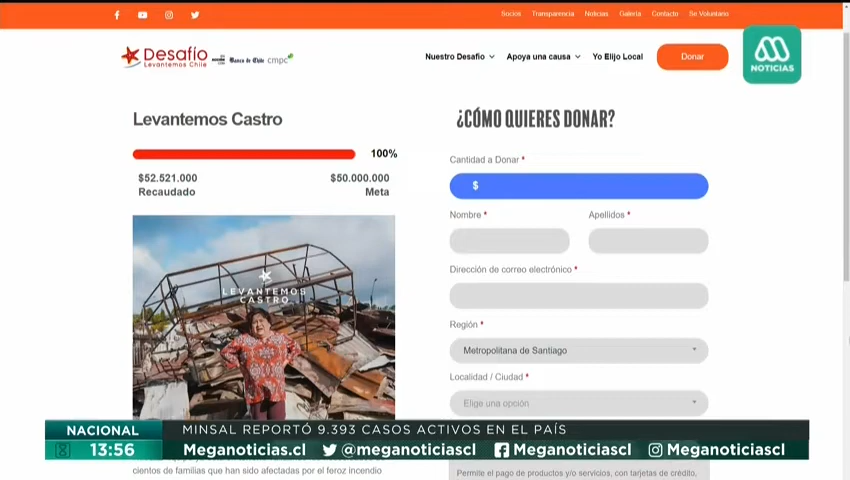 Socios Transparencia Noticias Galería Contacto Se Voluntario
Desafío
Levantemos Chile
Banco de Chile cmpc
Nuestro Desafío Apoya una causa Yo Elijo Local Donar
NOTICIAS
Levantemos Castro
100%
$52.521.000 $50.000.000
Recaudado Meta
LEVANTEMOS
CASTRO
¿CÓMO QUIERES DONAR?
Cantidad a Donar *
$
Nombre * Apellidos *
Dirección de correo electrónico *
Región *
Metropolitana de Santiago
Localidad / Ciudad *
Elige una opción
NACIONAL MINSAL REPORTÓ 9.393 CASOS ACTIVOS EN EL PAÍS
13:56 Meganoticias.cl @meganoticiascl Meganoticiascl Meganoticiascl
cientos de familias que han sido afectadas por el feroz incendio
Permite el pago de productos y/o servicios, con tarjetas de crédito,